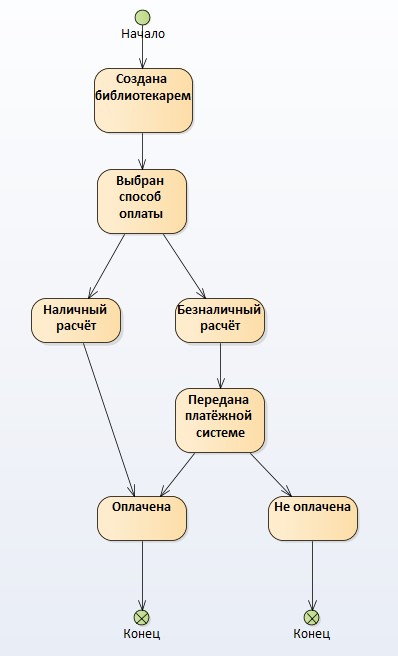 Начало
Создана
библиотекарем
Выбран
способ
оплаты
Наличный
расчёт
Безналичный
расчёт
Передана
платёжной
системе
Оплачена
Не оплачена
Конец
Конец